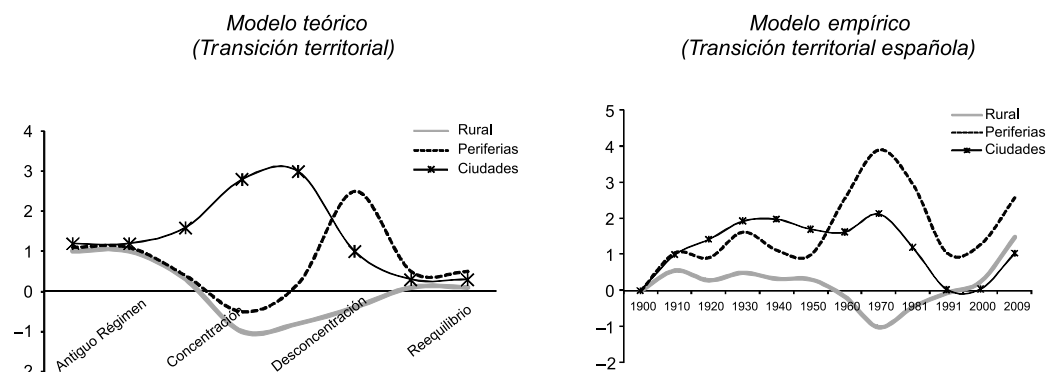 Modelo teórico
(Transición territorial)
4
3
2
1
0
−1
−2
Rural
Periferias
Ciudades
Antiguo Régimen
Concentración
Desconcentración
Reequilibrio
Modelo empírico
(Transición territorial española)
5
4
3
2
1
0
−1
−2
Rural
Periferias
Ciudades
1900 1910 1920 1930 1940 1950 1960 1970 1981 1991 2000 2009